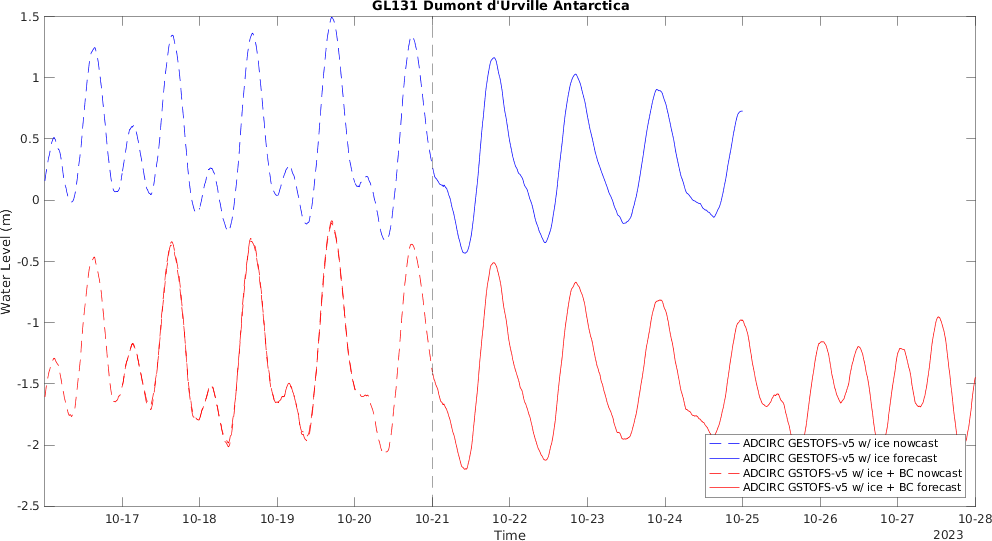 GL131 Dumont d'Urville Antarctica
1.5
1
0.5
0
-0.5
-1
-1.5
-2
-2.5
Water Level (m)
ADCIRC GESTOFS-v5 w/ ice nowcast
ADCIRC GESTOFS-v5 w/ ice forecast
ADCIRC GSTOFS-v5 w/ ice + BC nowcast
ADCIRC GSTOFS-v5 w/ ice + BC forecast
10-17 10-18 10-19 10-20 10-21 10-22 10-23 10-24 10-25 10-26 10-27 10-28
Time
2023